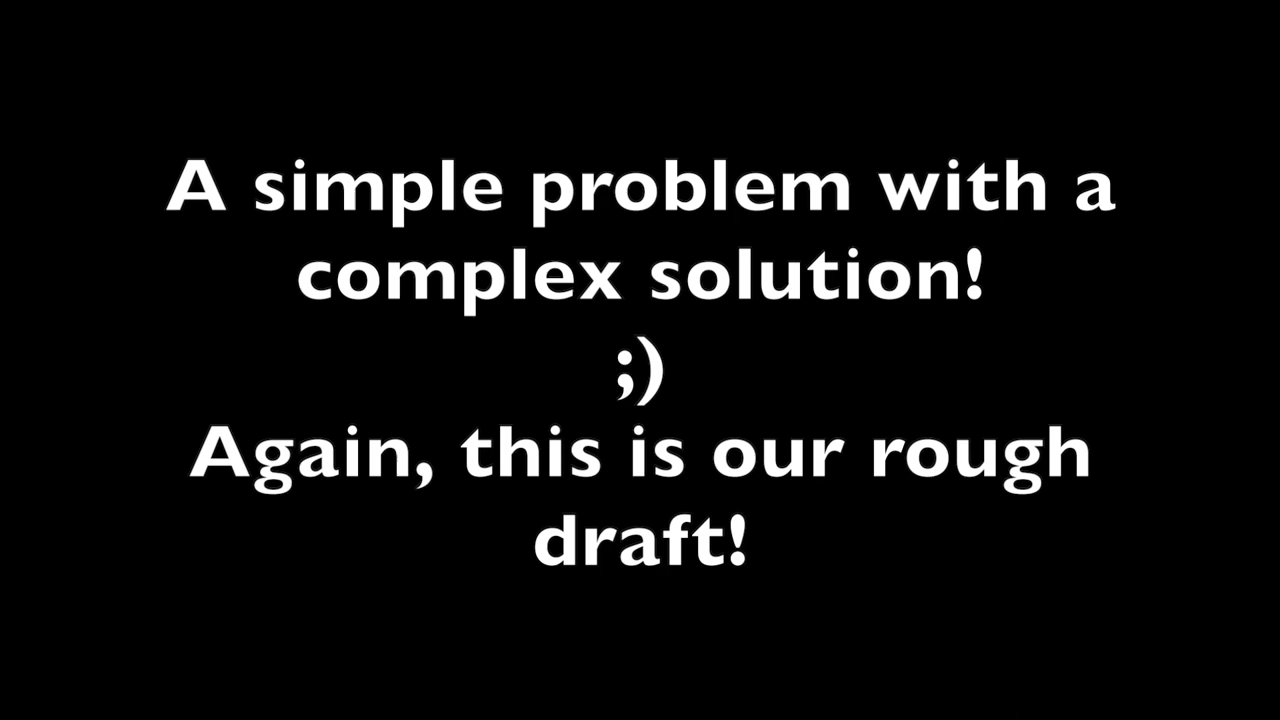 A simple problem with a
complex solution!
;)
Again, this is our rough
draft!